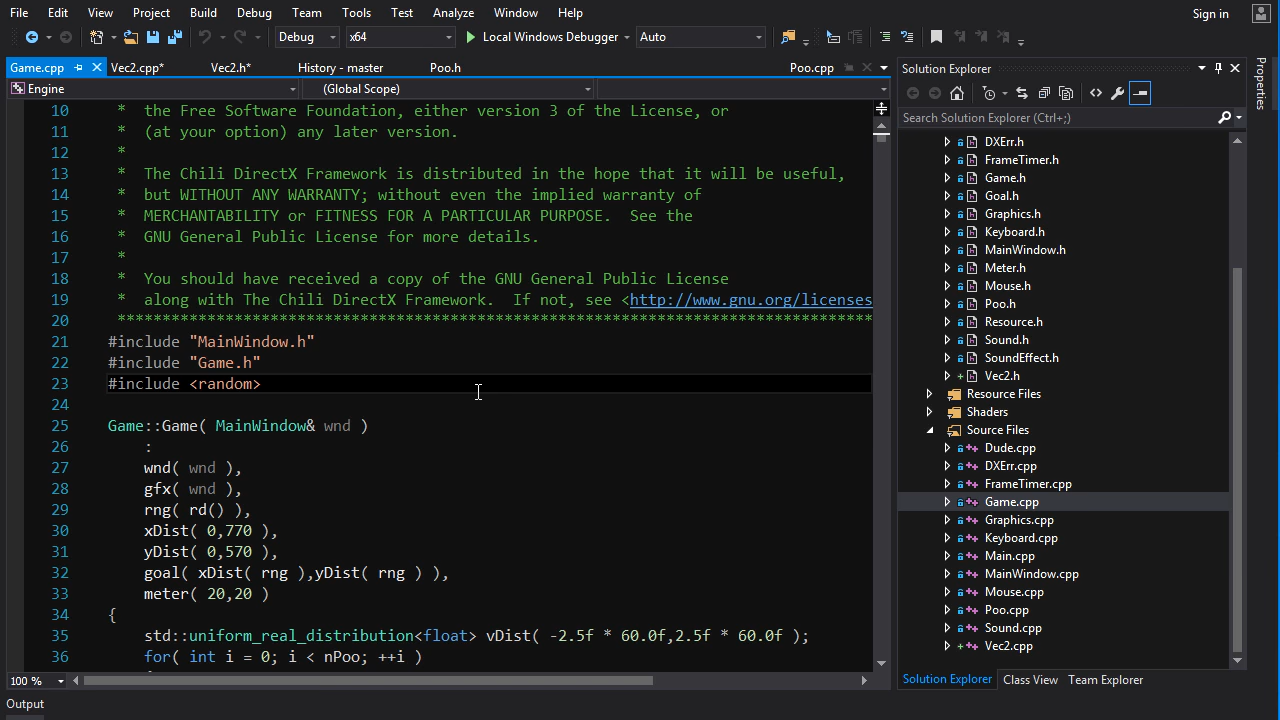 File Edit View Project Build Debug Team Tools Test Analyze Window Help
Sign in
Debug x64 Local Windows Debugger Auto
Game.cpp Vec2.cpp* Vec2.h* History - master Poo.h Poo.cpp
Engine (Global Scope)
10 * the Free Software Foundation, either version 3 of the License, or
11 * (at your option) any later version.
12 *
13 * The Chili DirectX Framework is distributed in the hope that it will be useful,
14 * but WITHOUT ANY WARRANTY; without even the implied warranty of
15 * MERCHANTABILITY or FITNESS FOR A PARTICULAR PURPOSE.  See the
16 * GNU General Public License for more details.
17 *
18 * You should have received a copy of the GNU General Public License
19 * along with The Chili DirectX Framework.  If not, see <http://www.gnu.org/licenses
20 *************************************************************************************
21 #include "MainWindow.h"
22 #include "Game.h"
23 #include <random>
24
25 Game::Game( MainWindow& wnd )
26 :
27 wnd( wnd ),
28 gfx( wnd ),
29 rng( rd() ),
30 xDist( 0,770 ),
31 yDist( 0,570 ),
32 goal( xDist( rng ),yDist( rng ) ),
33 meter( 20,20 )
34 {
35 std::uniform_real_distribution<float> vDist( -2.5f * 60.0f,2.5f * 60.0f );
36 for( int i = 0; i < nPoo; ++i )
100 %
Output
Solution Explorer
Search Solution Explorer (Ctrl+;)
DXErr.h
FrameTimer.h
Game.h
Goal.h
Graphics.h
Keyboard.h
MainWindow.h
Meter.h
Mouse.h
Poo.h
Resource.h
Sound.h
SoundEffect.h
Vec2.h
Resource Files
Shaders
Source Files
Dude.cpp
DXErr.cpp
FrameTimer.cpp
Game.cpp
Graphics.cpp
Keyboard.cpp
Main.cpp
MainWindow.cpp
Mouse.cpp
Poo.cpp
Sound.cpp
Vec2.cpp
Solution Explorer Class View Team Explorer
Properties